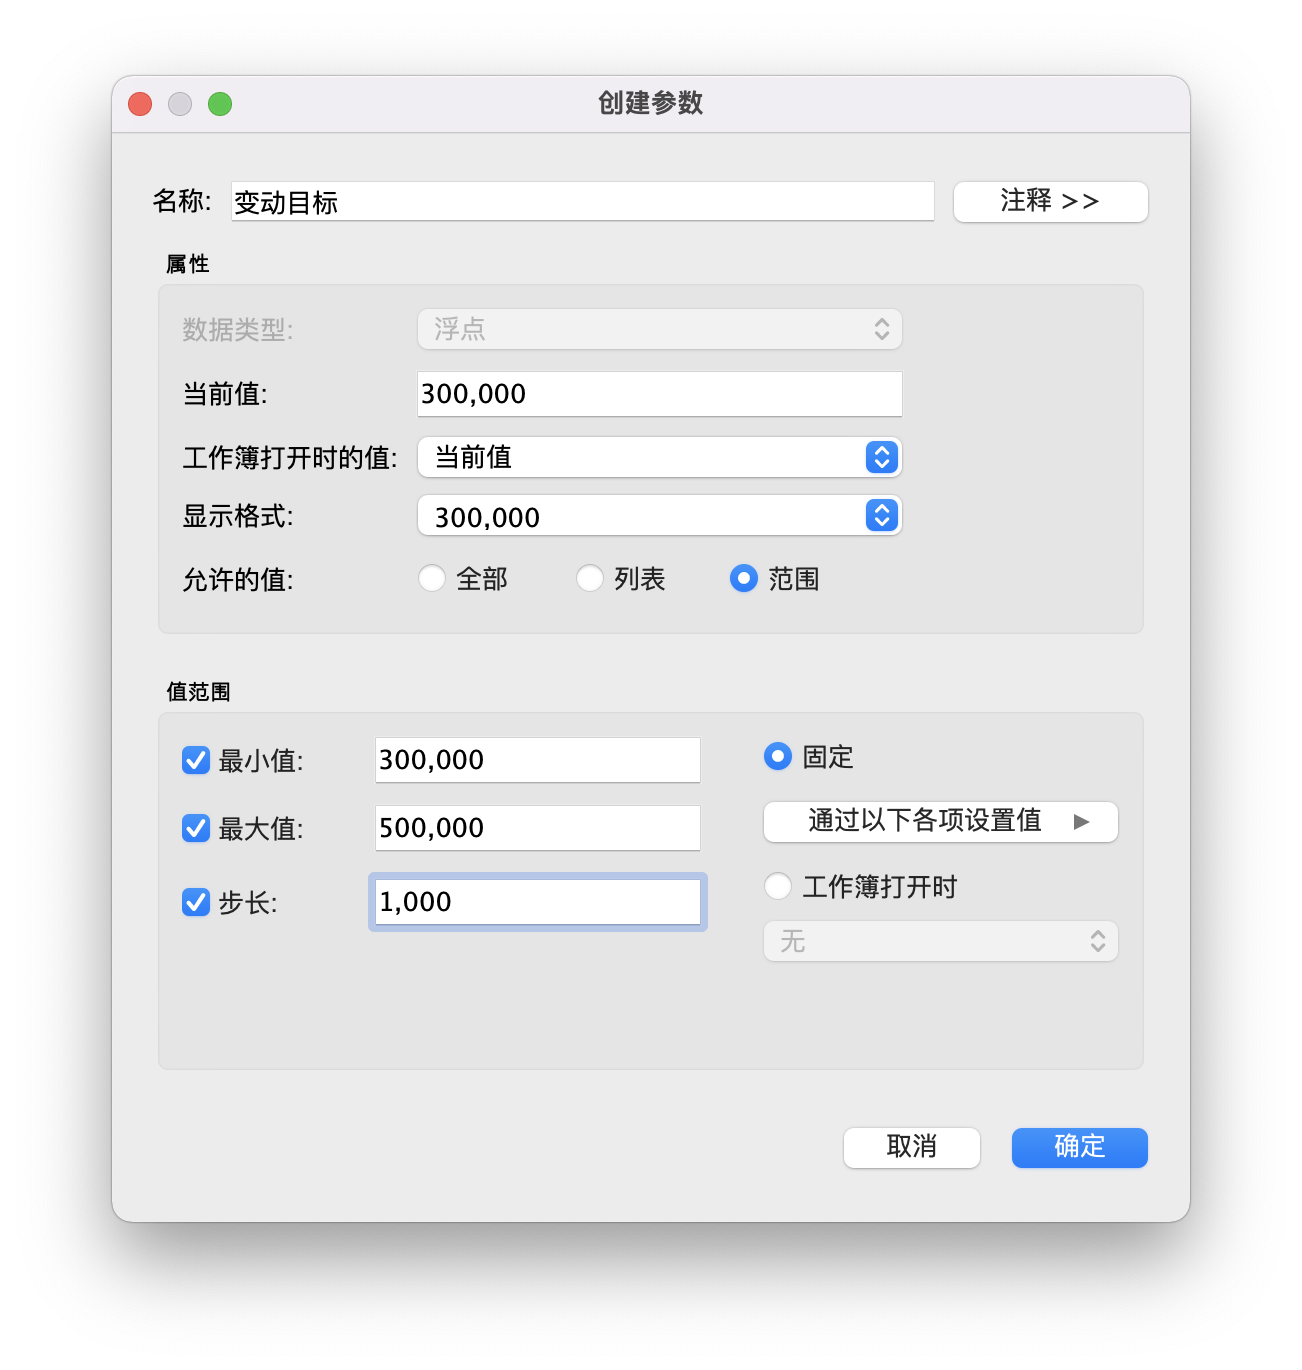 创建参数
名称: 变动目标 注释 >>
属性
数据类型: 浮点
当前值: 300,000
工作簿打开时的值: 当前值
显示格式: 300,000
允许的值: 全部 列表 范围
值范围
最小值: 300,000 固定
最大值: 500,000 通过以下各项设置值
步长: 1,000 工作簿打开时
无
取消 确定